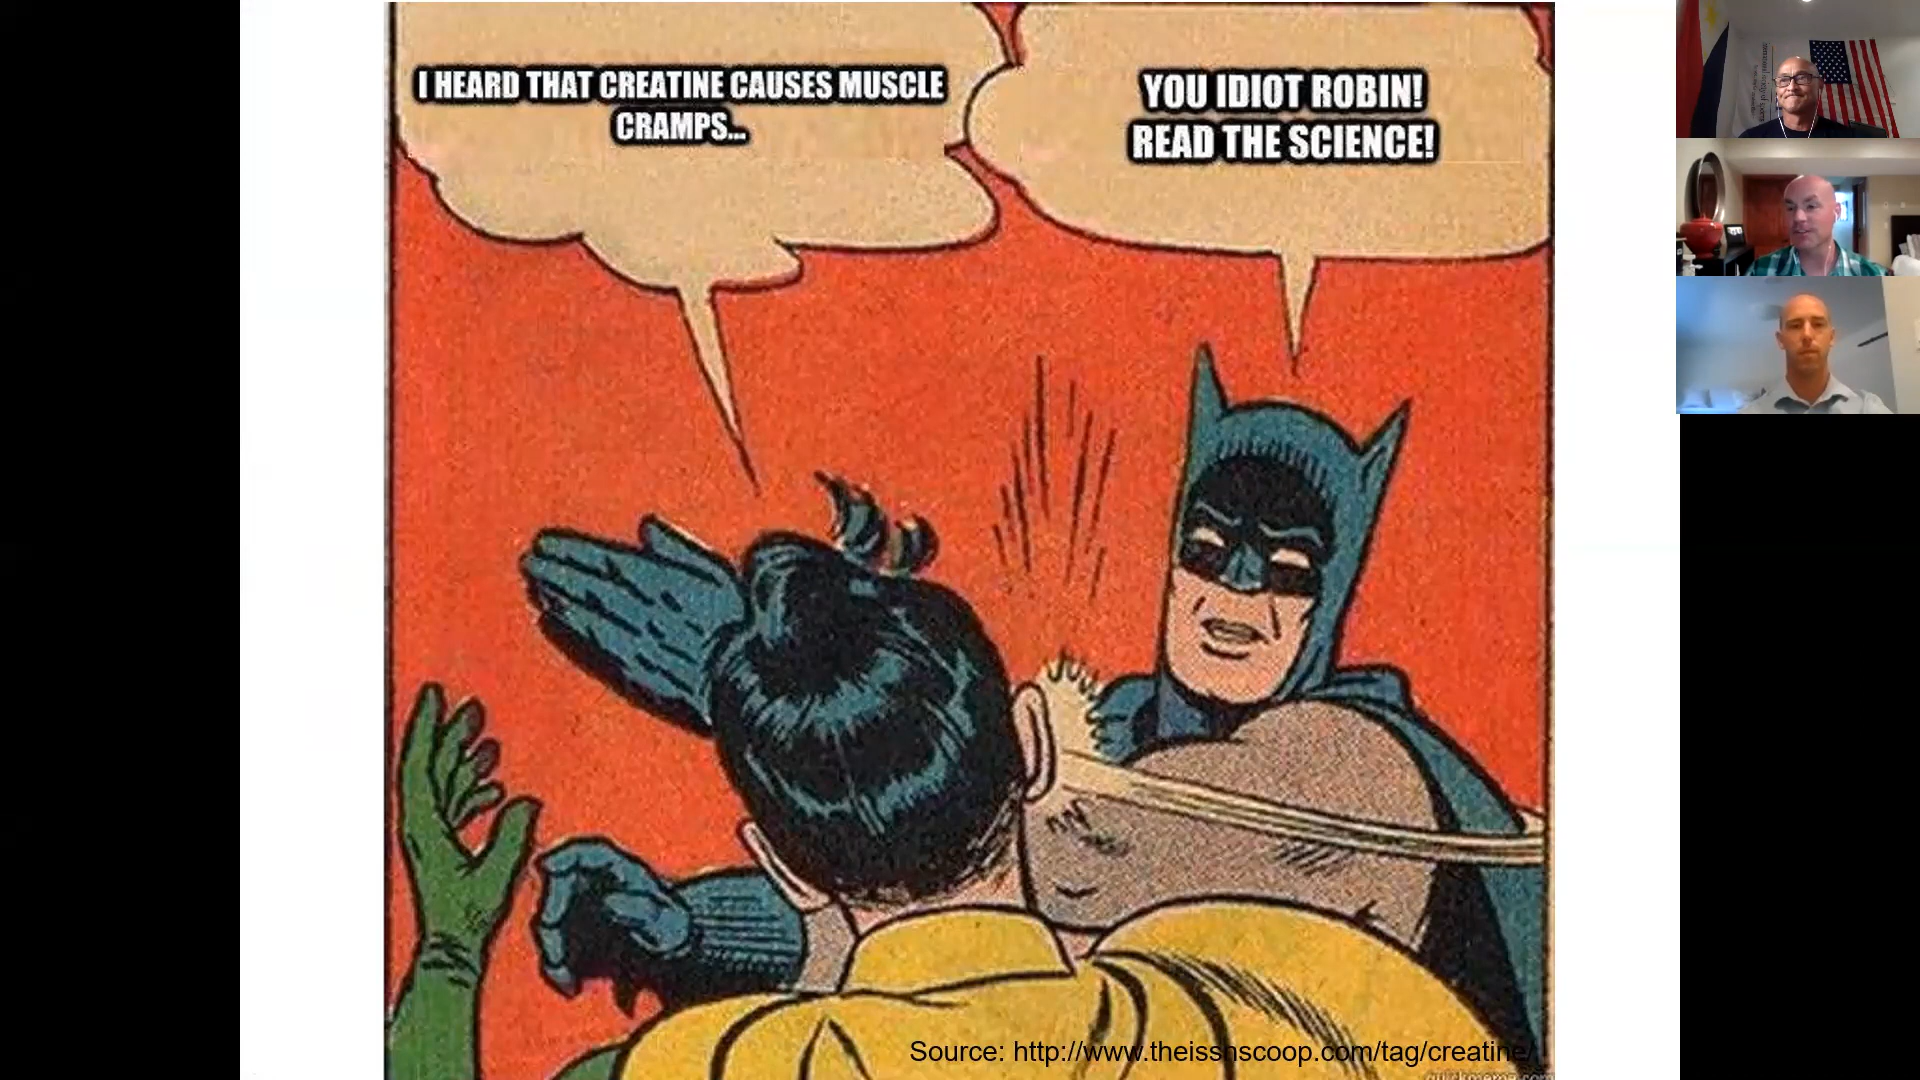 I HEARD THAT CREATINE CAUSES MUSCLE
CRAMPS...
YOU IDIOT ROBIN!
READ THE SCIENCE!
Source: http://www.theissnscoop.com/tag/creatine/